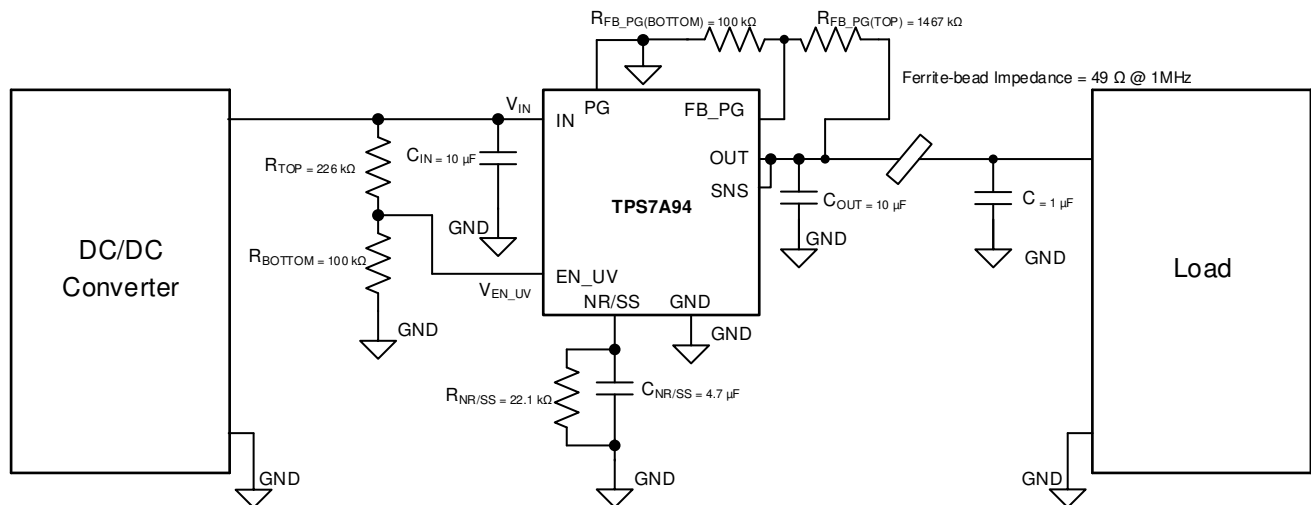 RFB_PG(BOTTOM) = 100 kΩ
RFB_PG(TOP) = 1467 kΩ
Ferrite-bead Impedance = 49 Ω @ 1MHz
VIN
IN
PG
FB_PG
RTOP = 226 kΩ
CIN = 10 µF
OUT
SNS
TPS7A94
COUT = 10 µF
C = 1 µF
GND
GND
GND
DC/DC
Converter
RBOTTOM = 100 kΩ
Load
VEN_UV
EN_UV
NR/SS
GND
GND
GND
RNR/SS = 22.1 kΩ
CNR/SS = 4.7 µF
GND
GND
GND